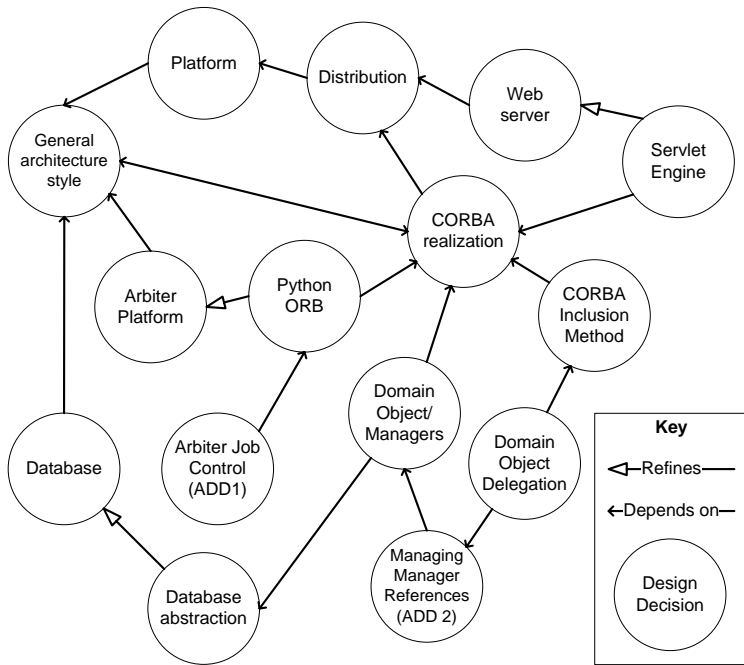 Platform
Distribution
Web
server
Servlet
Engine
General
architecture
style
CORBA
realization
Arbiter
Platform
Python
ORB
CORBA
Inclusion
Method
Domain
Object/
Managers
Arbiter Job
Control
(ADD1)
Database
Domain
Object
Delegation
Managing
Manager
References
(ADD 2)
Database
abstraction
Key
Refines
Depends on
Design
Decision